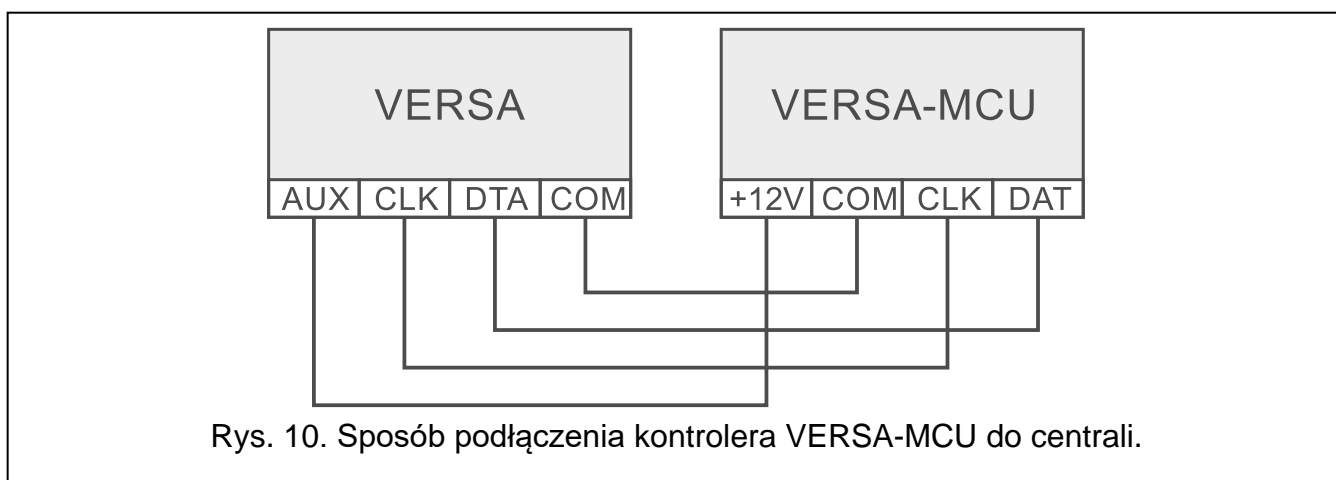 VERSA VERSA-MCU
AUX CLK DTA COM +12V COM CLK DAT
Rys. 10. Sposób podłączenia kontrolera VERSA-MCU do centrali.